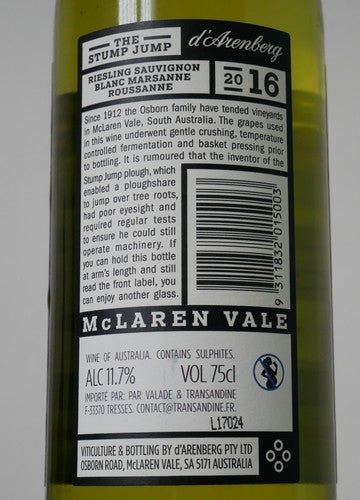 THE
STUMP JUMP
d'Arenberg
RIESLING SAUVIGNON
BLANC MARSANNE
ROUSSANNE
20 16
Since 1912 the Osborn family have tended vineyards
in McLaren Vale, South Australia. The grapes used
in this wine underwent gentle crushing, temperature
controlled fermentation and basket pressing prior
to bottling. It is rumoured that the inventor of the
Stump Jump plough, which
enabled a ploughshare
to jump over tree roots,
had poor eyesight and
required regular tests
to ensure he could still
operate machinery. If
you can hold this bottle
at arm's length and still
read the front label, you
can enjoy another glass.
9 311832 015003
McLAREN VALE
WINE OF AUSTRALIA. CONTAINS SULPHITES.
ALC 11.7% VOL 75cl
IMPORTÉ PAR: PAR VALADE & TRANSANDINE
F-33370 TRESSES. CONTACT@TRANSANDINE.FR.
L17024
VITICULTURE & BOTTLING BY d'ARENBERG PTY LTD
OSBORN ROAD, McLAREN VALE, SA 5171 AUSTRALIA